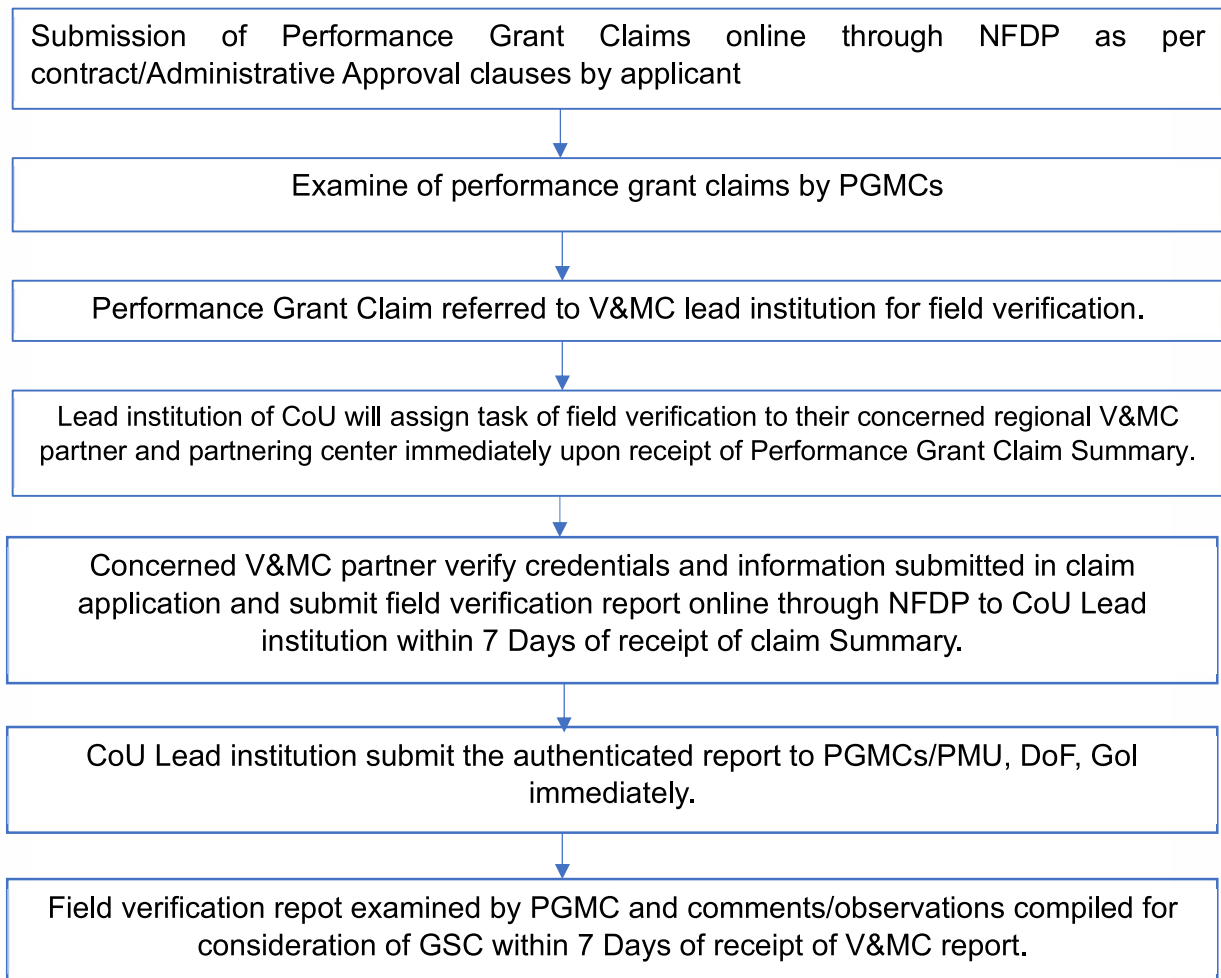 Submission of Performance Grant Claims online through NFDP as per
contract/Administrative Approval clauses by applicant
Examine of performance grant claims by PGMCs
Performance Grant Claim referred to V&MC lead institution for field verification.
Lead institution of CoU will assign task of field verification to their concerned regional V&MC
partner and partnering center immediately upon receipt of Performance Grant Claim Summary.
Concerned V&MC partner verify credentials and information submitted in claim
application and submit field verification report online through NFDP to CoU Lead
institution within 7 Days of receipt of claim Summary.
CoU Lead institution submit the authenticated report to PGMCs/PMU, DoF, GoI
immediately.
Field verification repot examined by PGMC and comments/observations compiled for
consideration of GSC within 7 Days of receipt of V&MC report.